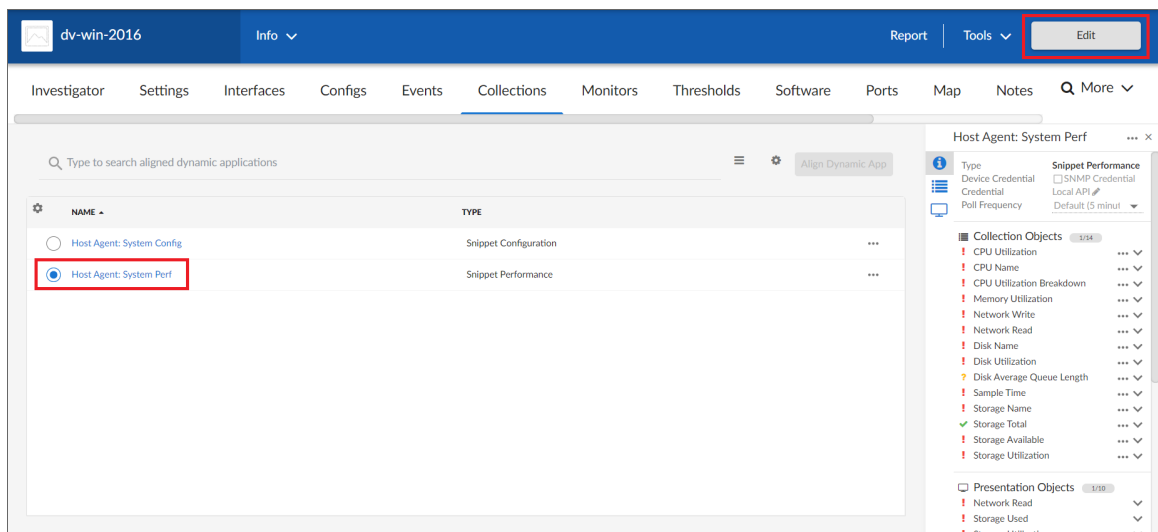 dv-win-2016
Info
Report
Tools
Edit
Investigator Settings Interfaces Configs Events Collections Monitors Thresholds Software Ports Map Notes More
Type to search aligned dynamic applications
Align Dynamic App
NAME TYPE
Host Agent: System Config Snippet Configuration
Host Agent: System Perf Snippet Performance
Host Agent: System Perf
Type Snippet Performance
Device Credential SNMP Credential
Credential Local API
Poll Frequency Default (5 minut
Collection Objects 1/14
CPU Utilization
CPU Name
CPU Utilization Breakdown
Memory Utilization
Network Write
Network Read
Disk Name
Disk Utilization
Disk Average Queue Length
Sample Time
Storage Name
Storage Total
Storage Available
Storage Utilization
Presentation Objects 1/10
Network Read
Storage Used